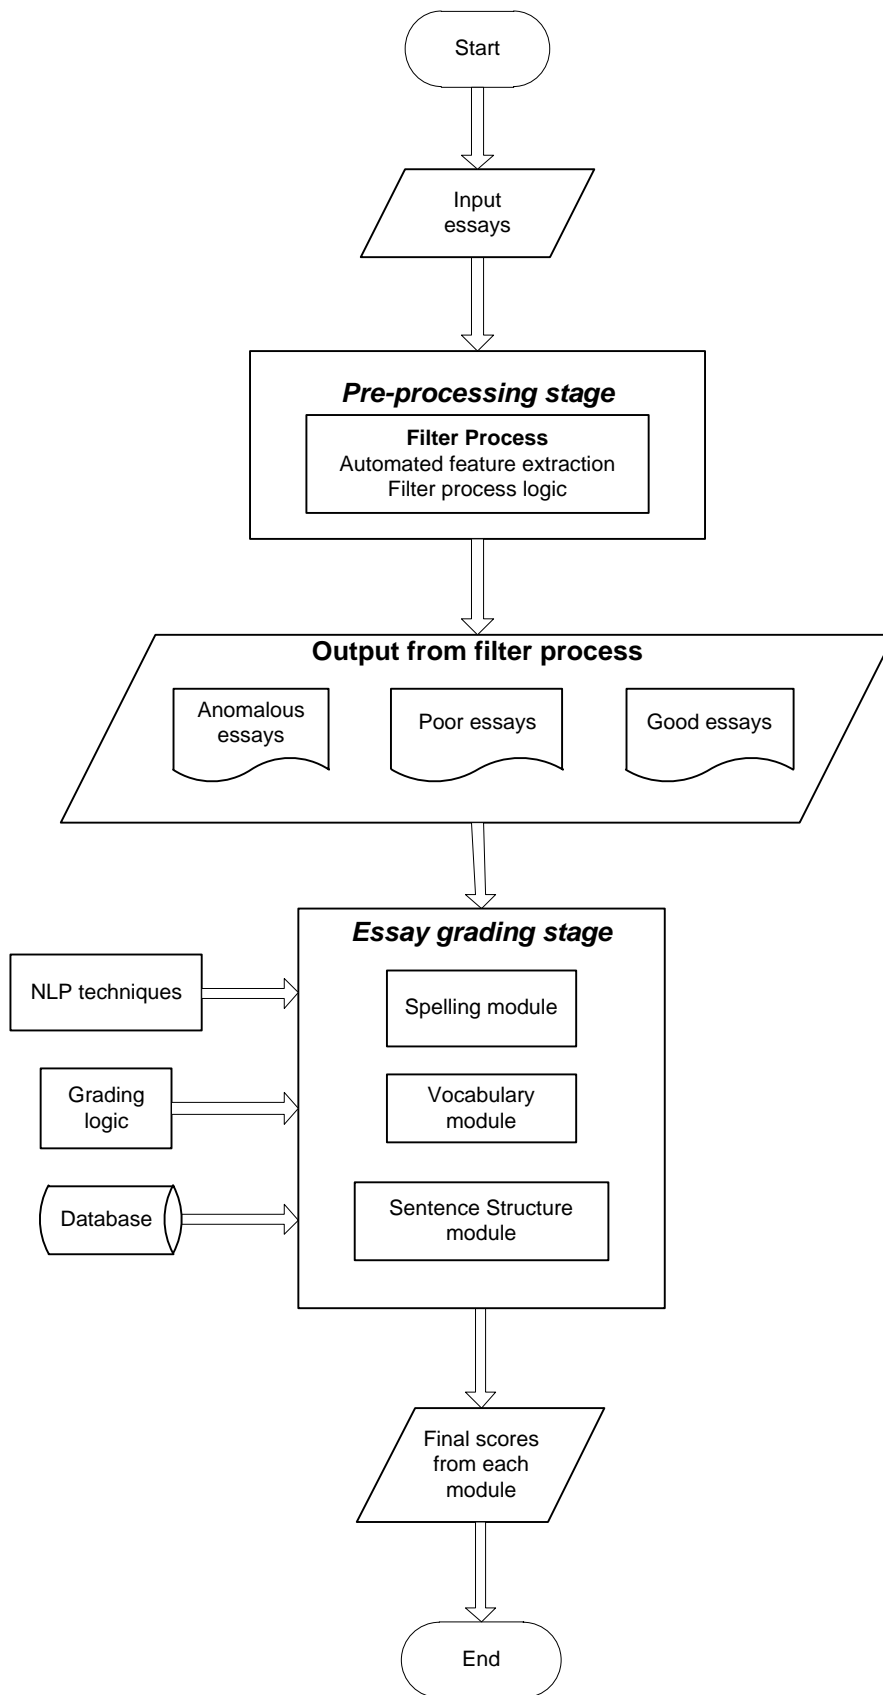 Start
Input
essays
Pre-processing stage
Filter Process
Automated feature extraction
Filter process logic
Output from filter process
Anomalous
essays
Poor essays
Good essays
Essay grading stage
NLP techniques
Spelling module
Grading
logic
Vocabulary
module
Database
Sentence Structure
module
Final scores
from each
module
End